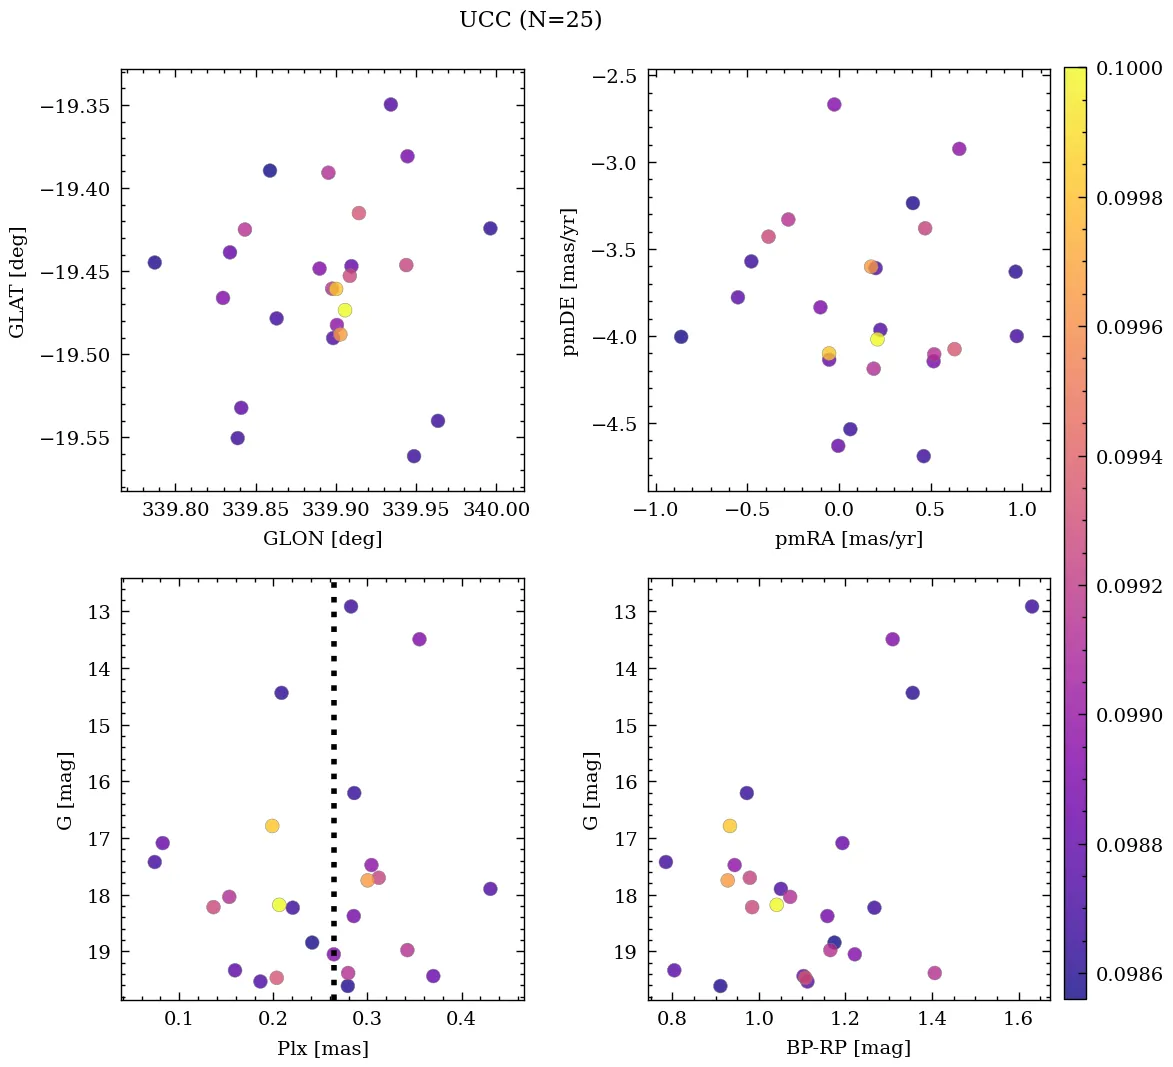 UCC (N=25)
−19.35
−19.40
−19.45
−19.50
−19.55
GLAT [deg]
339.80 339.85 339.90 339.95 340.00
GLON [deg]
−2.5
−3.0
−3.5
−4.0
−4.5
pmDE [mas/yr]
−1.0 −0.5 0.0 0.5 1.0
pmRA [mas/yr]
13
14
15
16
17
18
19
G [mag]
0.1 0.2 0.3 0.4
Plx [mas]
13
14
15
16
17
18
19
G [mag]
0.8 1.0 1.2 1.4 1.6
BP-RP [mag]
0.1000
0.0998
0.0996
0.0994
0.0992
0.0990
0.0988
0.0986